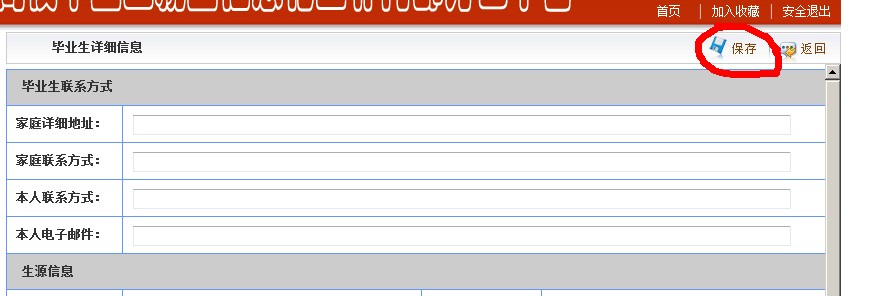 首页 | 加入收藏 | 安全退出
毕业生详细信息 保存 返回
毕业生联系方式
家庭详细地址：
家庭联系方式：
本人联系方式：
本人电子邮件：
生源信息